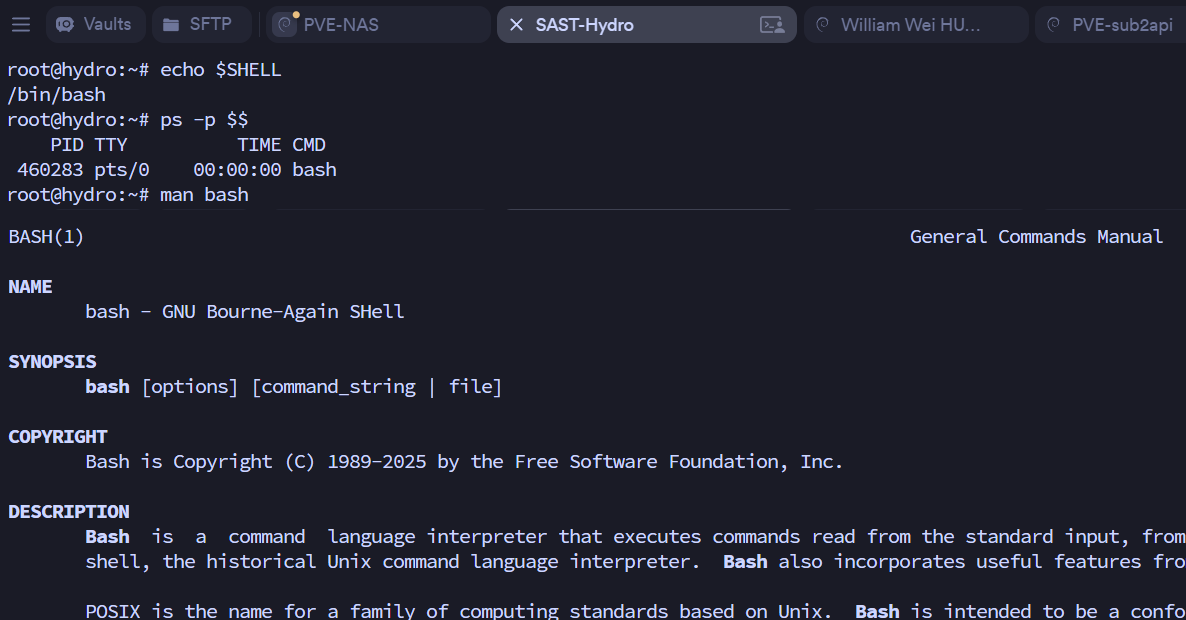 Vaults SFTP PVE-NAS SAST-Hydro William Wei HU... PVE-sub2api
root@hydro:~# echo $SHELL
/bin/bash
root@hydro:~# ps -p $$
    PID TTY          TIME CMD
 460283 pts/0    00:00:00 bash
root@hydro:~# man bash
BASH(1) General Commands Manual
NAME
bash - GNU Bourne-Again SHell
SYNOPSIS
bash [options] [command_string | file]
COPYRIGHT
Bash is Copyright (C) 1989-2025 by the Free Software Foundation, Inc.
DESCRIPTION
Bash  is  a  command  language interpreter that executes commands read from the standard input, from
shell, the historical Unix command language interpreter.  Bash also incorporates useful features fro
POSIX is the name for a family of computing standards based on Unix.  Bash is intended to be a confo